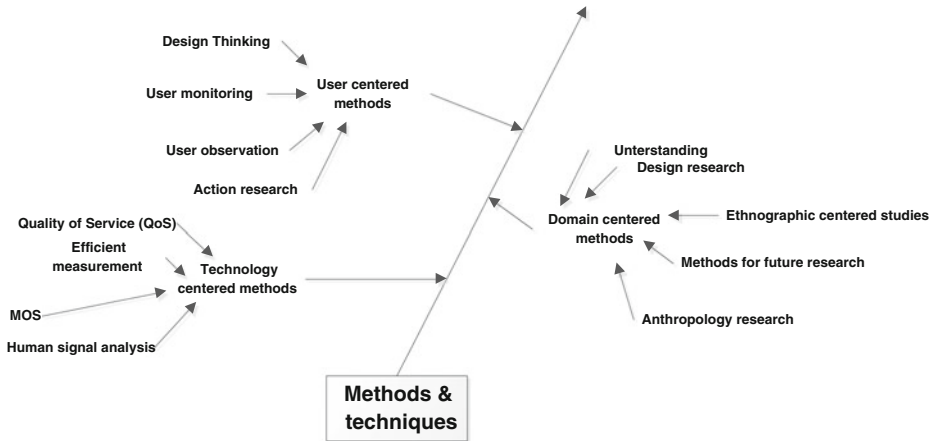 Design Thinking
User monitoring
User centered
methods
User observation
Action research
Quality of Service (QoS)
Efficient
measurement
Technology
centered methods
MOS
Human signal analysis
Unterstanding
Design research
Domain centered
methods
Ethnographic centered studies
Methods for future research
Anthropology research
Methods &
techniques